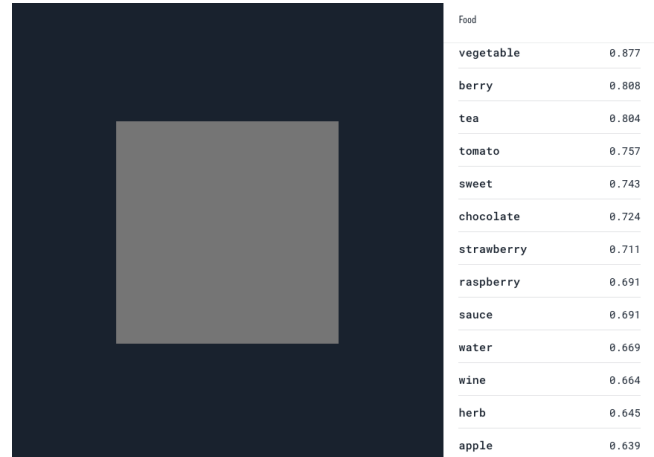 Food
vegetable 0.877
berry 0.808
tea 0.804
tomato 0.757
sweet 0.743
chocolate 0.724
strawberry 0.711
raspberry 0.691
sauce 0.691
water 0.669
wine 0.664
herb 0.645
apple 0.639